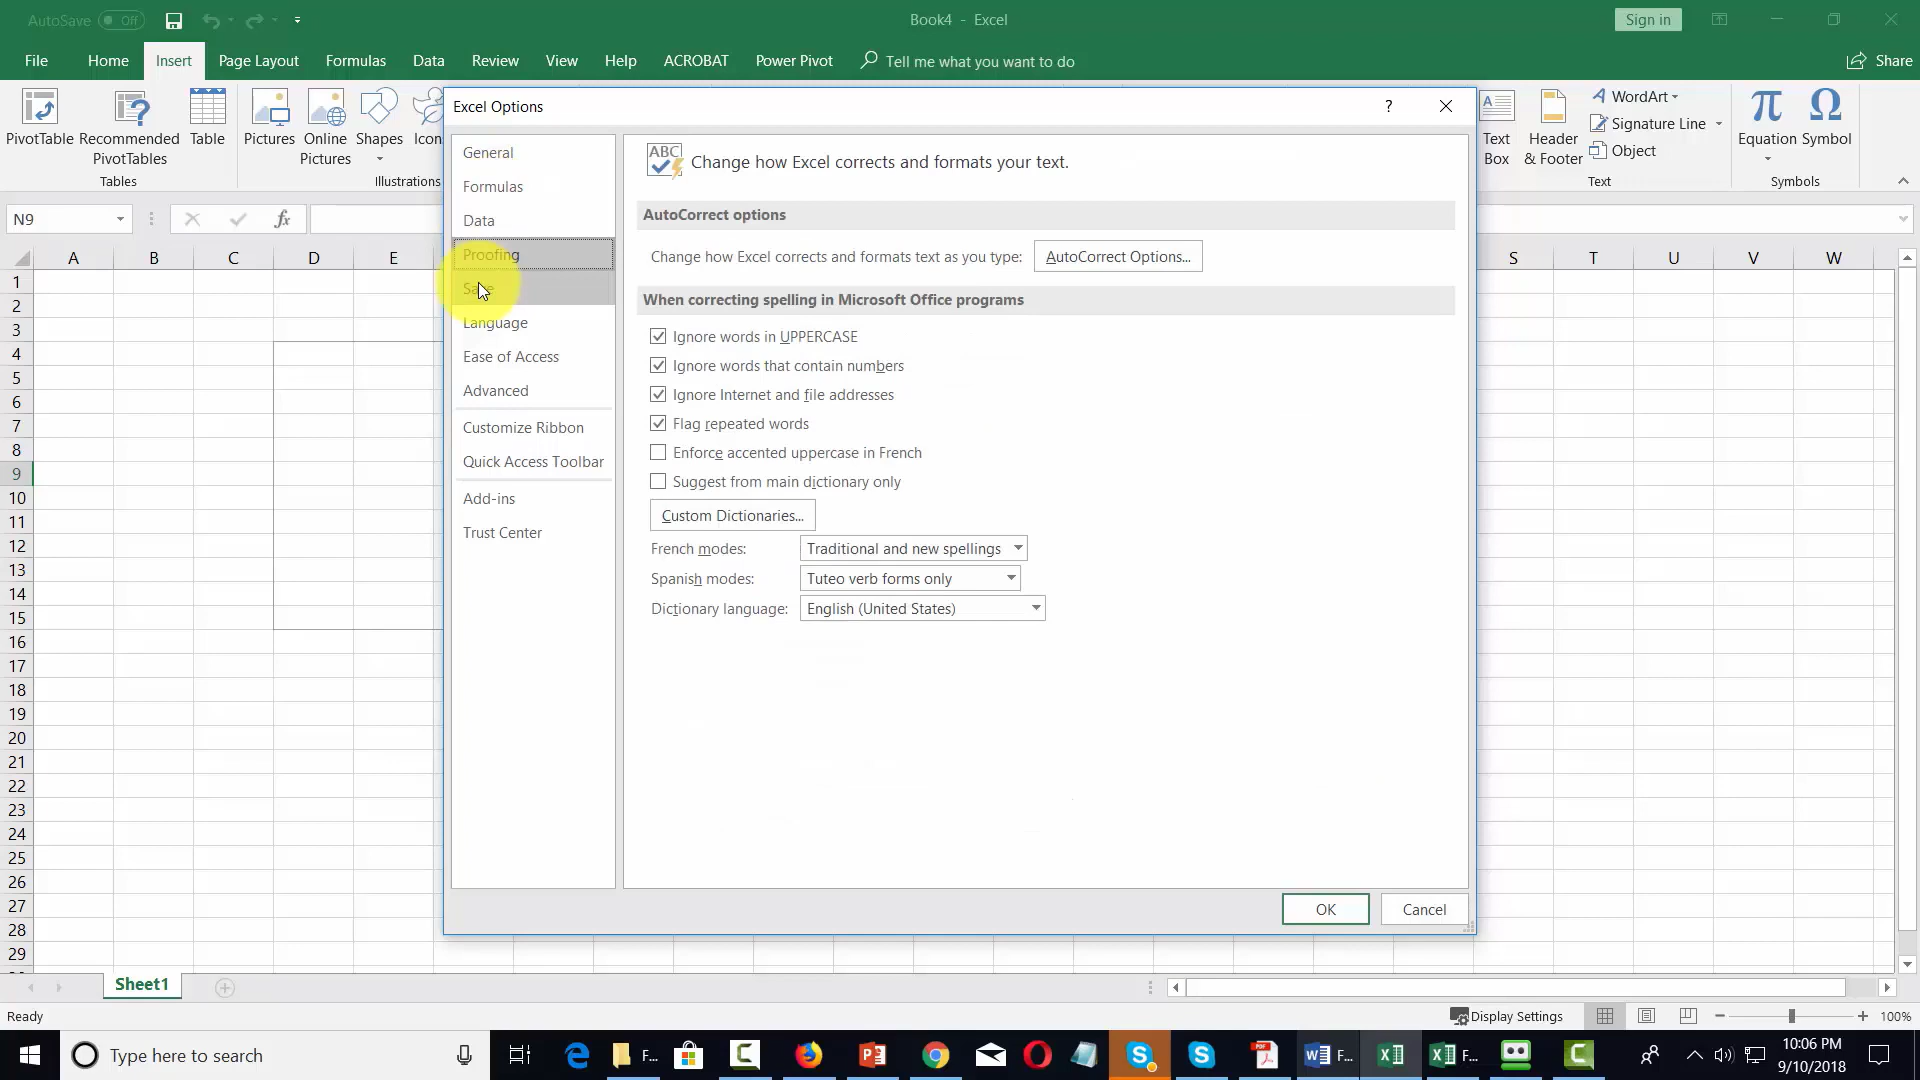 AutoSave Off
Book4 - Excel
Sign in
File Home Insert Page Layout Formulas Data Review View Help ACROBAT Power Pivot Tell me what you want to do Share
PivotTable
Recommended
PivotTables
Table
Tables
Pictures
Online
Pictures
Shapes
Icon
Illustrations
Text
Box
Header
& Footer
WordArt
Signature Line
Object
Text
Equation
Symbol
Symbols
N9
fx
A B C D E S T U V W
1
2
3
4
5
6
7
8
9
10
11
12
13
14
15
16
17
18
19
20
21
22
23
24
25
26
27
28
29
Excel Options
?
General
Formulas
Data
Proofing
Save
Language
Ease of Access
Advanced
Customize Ribbon
Quick Access Toolbar
Add-ins
Trust Center
ABC
Change how Excel corrects and formats your text.
AutoCorrect options
Change how Excel corrects and formats text as you type: AutoCorrect Options...
When correcting spelling in Microsoft Office programs
Ignore words in UPPERCASE
Ignore words that contain numbers
Ignore Internet and file addresses
Flag repeated words
Enforce accented uppercase in French
Suggest from main dictionary only
Custom Dictionaries...
French modes: Traditional and new spellings
Spanish modes: Tuteo verb forms only
Dictionary language: English (United States)
OK Cancel
Sheet1
Ready
Display Settings
100%
Type here to search
F...
F...
F...
10:06 PM
9/10/2018